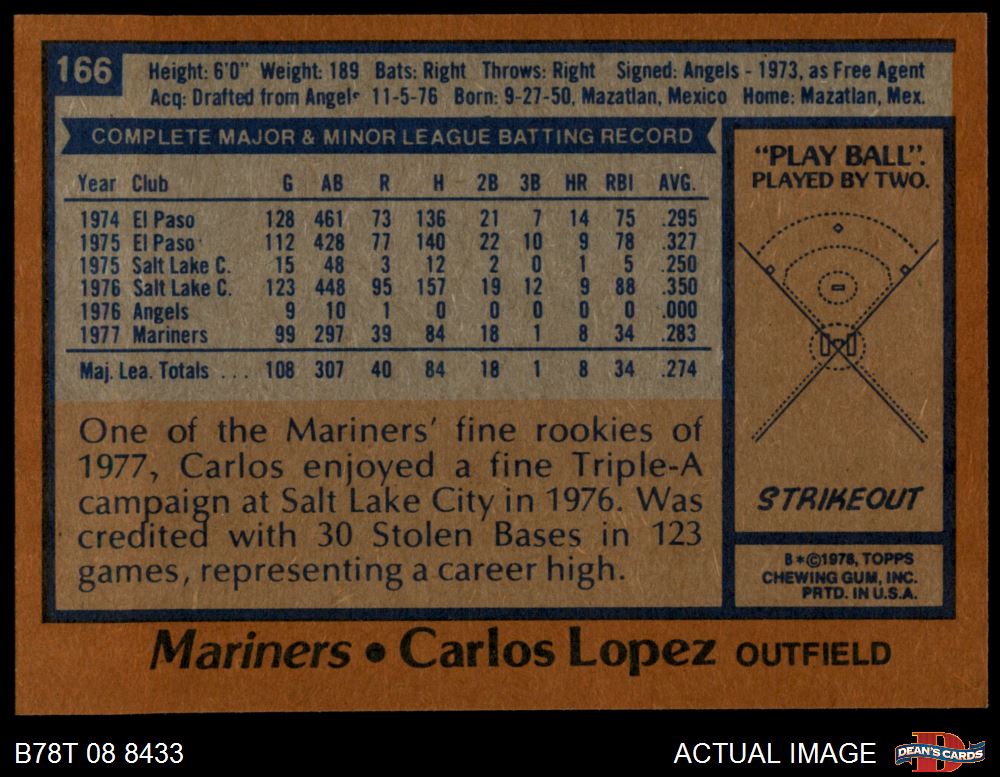 166
Height: 6'0" Weight: 189 Bats: Right Throws: Right Signed: Angels - 1973, as Free Agent
Acq: Drafted from Angels 11-5-76 Born: 9-27-50, Mazatlan, Mexico Home: Mazatlan, Mex.
COMPLETE MAJOR & MINOR LEAGUE BATTING RECORD
Year Club G AB R H 2B 3B HR RBI AVG.
1974 El Paso 128 461 73 136 21 7 14 75 .295
1975 El Paso 112 428 77 140 22 10 9 78 .327
1975 Salt Lake C. 15 48 3 12 2 0 1 5 .250
1976 Salt Lake C. 123 448 95 157 19 12 9 88 .350
1976 Angels 9 10 1 0 0 0 0 0 .000
1977 Mariners 99 297 39 84 18 1 8 34 .283
Maj. Lea. Totals . . . 108 307 40 84 18 1 8 34 .274
One of the Mariners' fine rookies of
1977, Carlos enjoyed a fine Triple-A
campaign at Salt Lake City in 1976. Was
credited with 30 Stolen Bases in 123
games, representing a career high.
"PLAY BALL".
PLAYED BY TWO.
STRIKEOUT
B*©1978, TOPPS
CHEWING GUM, INC.
PRTD. IN U.S.A.
Mariners • Carlos Lopez OUTFIELD
B78T 08 8433
ACTUAL IMAGE
D
DEAN'S CARDS